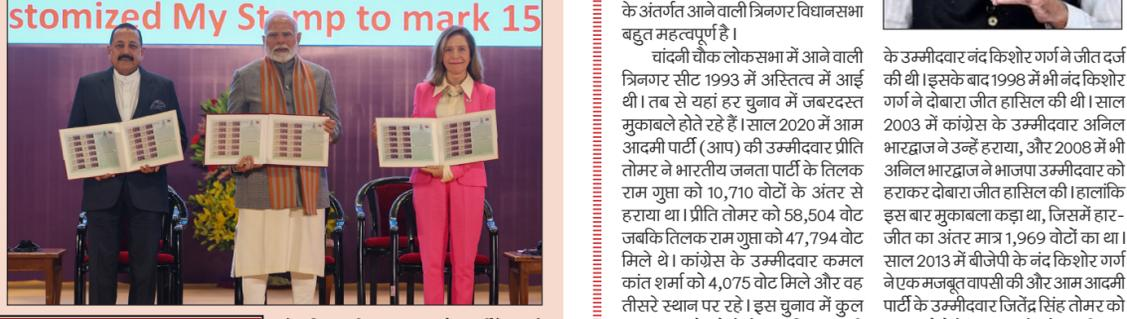 stomized My Stamp to mark 15
के अंतर्गत आने वाली त्रिनगर विधानसभा
बहुत महत्वपूर्ण है ।
चांदनी चौक लोकसभा में आने वाली
त्रिनगर सीट 1993 में अस्तित्व में आई
थी । तब से यहां हर चुनाव में जबरदस्त
मुकाबले होते रहे हैं । साल 2020 में आम
आदमी पार्टी (आप) की उम्मीदवार प्रीति
तोमर ने भारतीय जनता पार्टी के तिलक
राम गुप्ता को 10,710 वोटों के अंतर से
हराया था । प्रीति तोमर को 58,504 वोट
जबकि तिलक राम गुप्ता को 47,794 वोट
मिले थे । कांग्रेस के उम्मीदवार कमल
कांत शर्मा को 4,075 वोट मिले और वह
तीसरे स्थान पर रहे । इस चुनाव में कुल
के उम्मीदवार नंद किशोर गर्ग ने जीत दर्ज
की थी । इसके बाद 1998 में भी नंद किशोर
गर्ग ने दोबारा जीत हासिल की थी । साल
2003 में कांग्रेस के उम्मीदवार अनिल
भारद्वाज ने उन्हें हराया, और 2008 में भी
अनिल भारद्वाज ने भाजपा उम्मीदवार को
हराकर दोबारा जीत हासिल की । हालांकि
इस बार मुकाबला कड़ा था, जिसमें हार-
जीत का अंतर मात्र 1,969 वोटों का था ।
साल 2013 में बीजेपी के नंद किशोर गर्ग
ने एक मजबूत वापसी की और आम आदमी
पार्टी के उम्मीदवार जितेंद्र सिंह तोमर को